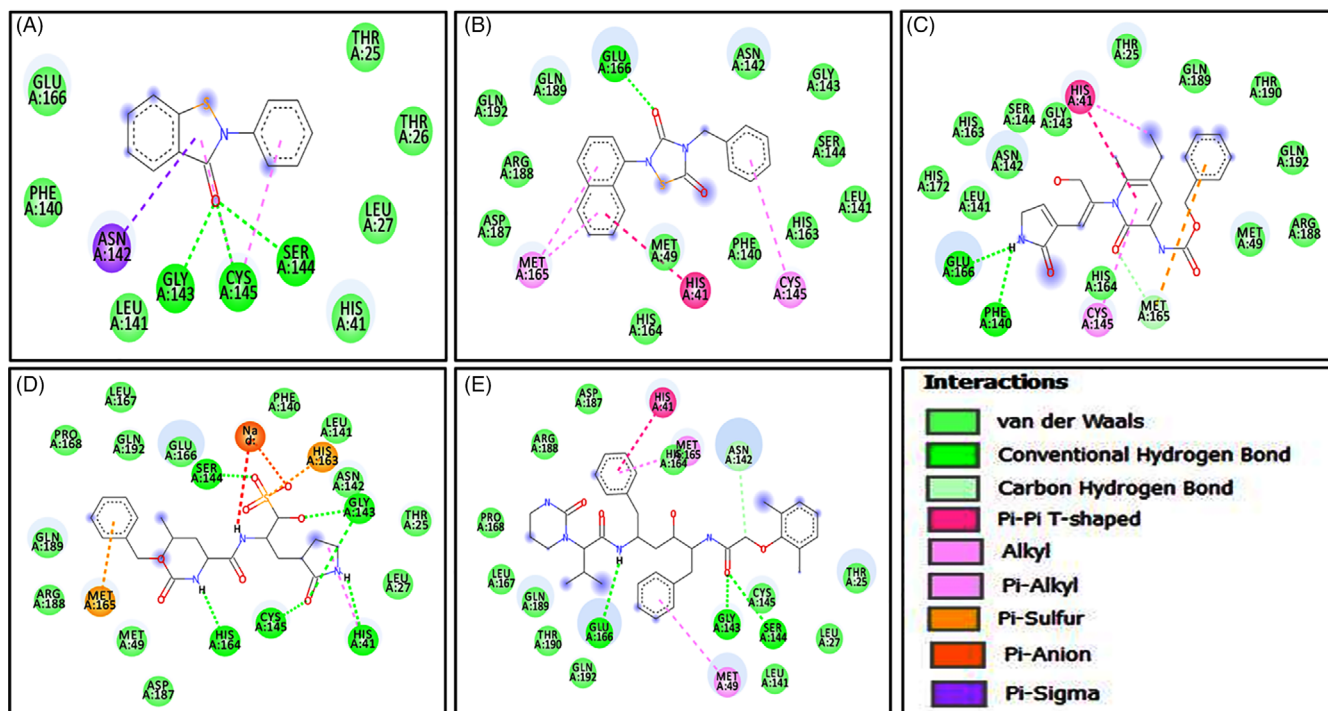 (A)
THR
A:25
GLU
A:166
S
N
O
THR
A:26
PHE
A:140
LEU
A:27
ASN
A:142
SER
A:144
GLY
A:143
CYS
A:145
LEU
A:141
HIS
A:41
(B)
GLU
A:166
ASN
A:142
GLN
A:189
GLY
A:143
GLN
A:192
O
N
N
S
O
SER
A:144
ARG
A:188
LEU
A:141
ASP
A:187
HIS
A:163
MET
A:49
PHE
A:140
MET
A:165
HIS
A:41
CYS
A:145
HIS
A:164
(C)
THR
A:25
GLN
A:189
THR
A:190
HIS
A:41
SER
A:144
GLY
A:143
HIS
A:163
ASN
A:142
GLN
A:192
HIS
A:172
LEU
A:141
O
N
N
H
O
O
N
O
O
MET
A:49
ARG
A:188
GLU
A:166
HIS
A:164
PHE
A:140
CYS
A:145
MET
A:165
(D)
LEU
A:167
PHE
A:140
PRO
A:168
GLN
A:192
GLU
A:166
Na
d:
LEU
A:141
HIS
A:163
SER
A:144
ASN
A:142
GLY
A:143
THR
A:25
O
O
O
H
N
O
O
N
H
O
N
H
O
GLN
A:189
ARG
A:188
MET
A:165
LEU
A:27
MET
A:49
HIS
A:164
CYS
A:145
HIS
A:41
ASP
A:187
(E)
ASP
A:187
HIS
A:41
ARG
A:188
MET
A:165
HIS
A:164
ASN
A:142
N
O
N
O
N
H
O
N
O
O
PRO
A:168
LEU
A:167
GLN
A:189
THR
A:190
GLU
A:166
GLN
A:192
GLY
A:143
CYS
A:145
SER
A:144
THR
A:25
LEU
A:27
MET
A:49
LEU
A:141
Interactions
van der Waals
Conventional Hydrogen Bond
Carbon Hydrogen Bond
Pi-Pi T-shaped
Alkyl
Pi-Alkyl
Pi-Sulfur
Pi-Anion
Pi-Sigma